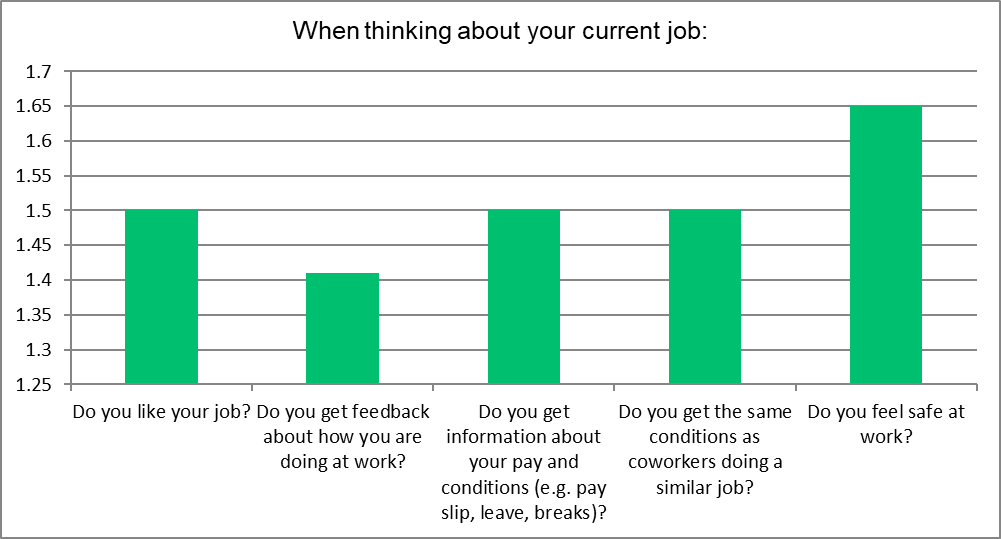 When thinking about your current job:
1.7
1.65
1.6
1.55
1.5
1.45
1.4
1.35
1.3
1.25
Do you like your job?
Do you get feedback
about how you are
doing at work?
Do you get
information about
your pay and
conditions (e.g. pay
slip, leave, breaks)?
Do you get the same
conditions as
coworkers doing a
similar job?
Do you feel safe at
work?